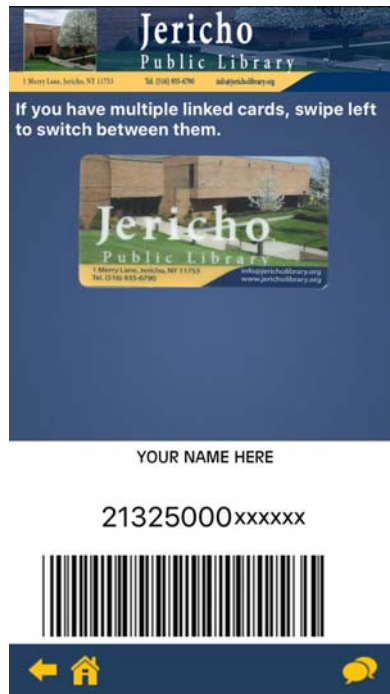 Jericho
Public Library
1 Merry Lane, Jericho, NY 11753 Tel. (516) 935-6790 info@jericholibrary.org
If you have multiple linked cards, swipe left
to switch between them.
Jericho
Public Library
1 Merry Lane, Jericho, NY 11753 info@jericholibrary.org
Tel. (516) 935-6790 www.jericholibrary.org
YOUR NAME HERE
21325000xxxxxx